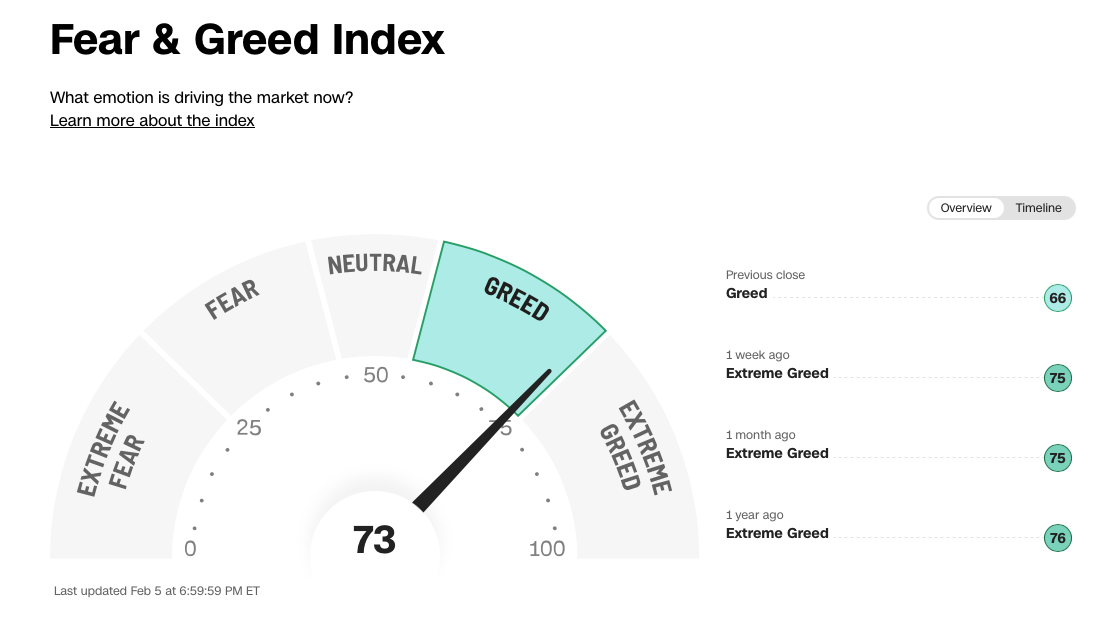 Fear & Greed Index
What emotion is driving the market now?
Learn more about the index
Overview
Timeline
EXTREME
FEAR
FEAR
NEUTRAL
GREED
EXTREME
GREED
0
25
50
75
100
73
Last updated Feb 5 at 6:59:59 PM ET
Previous close
Greed
66
1 week ago
Extreme Greed
75
1 month ago
Extreme Greed
75
1 year ago
Extreme Greed
76